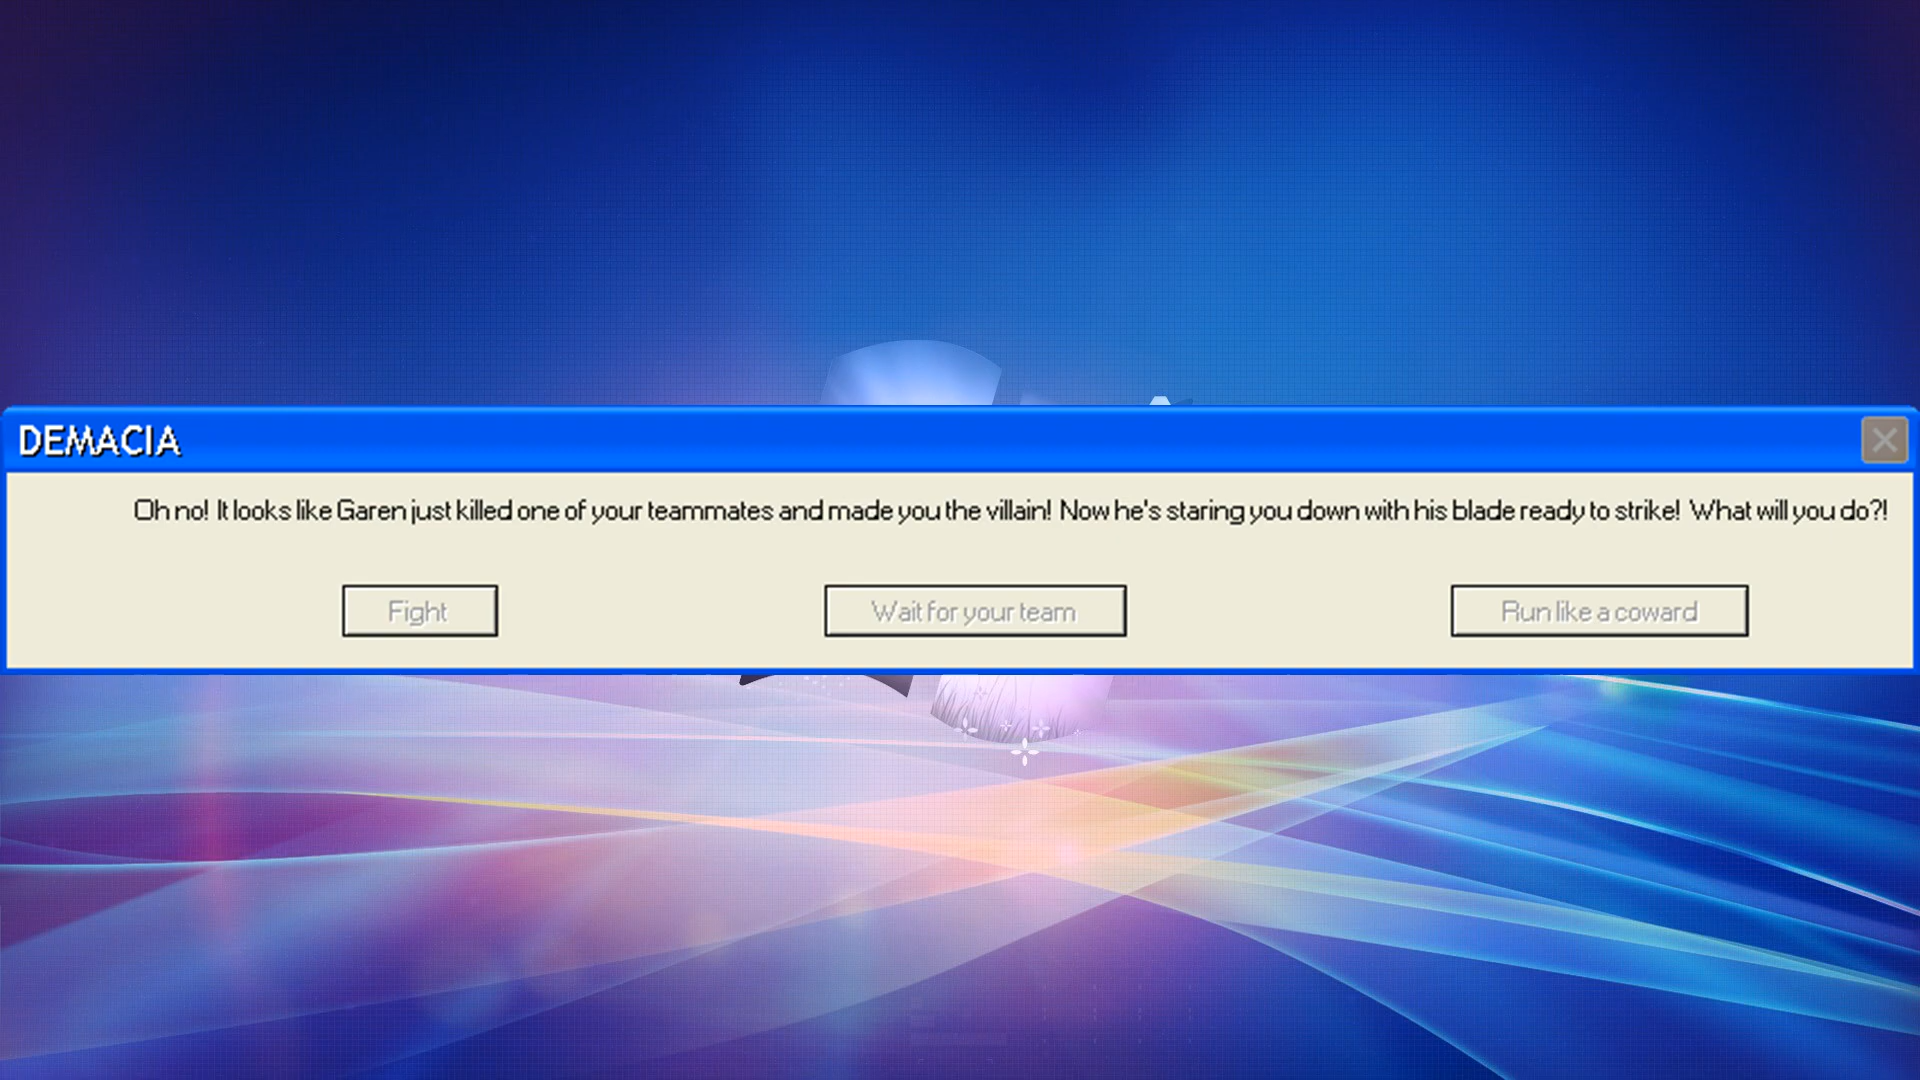 DEMACIA
Oh no! It looks like Garen just killed one of your teammates and made you the villain! Now he's staring you down with his blade ready to strike! What will you do?!
Fight
Wait for your team
Run like a coward